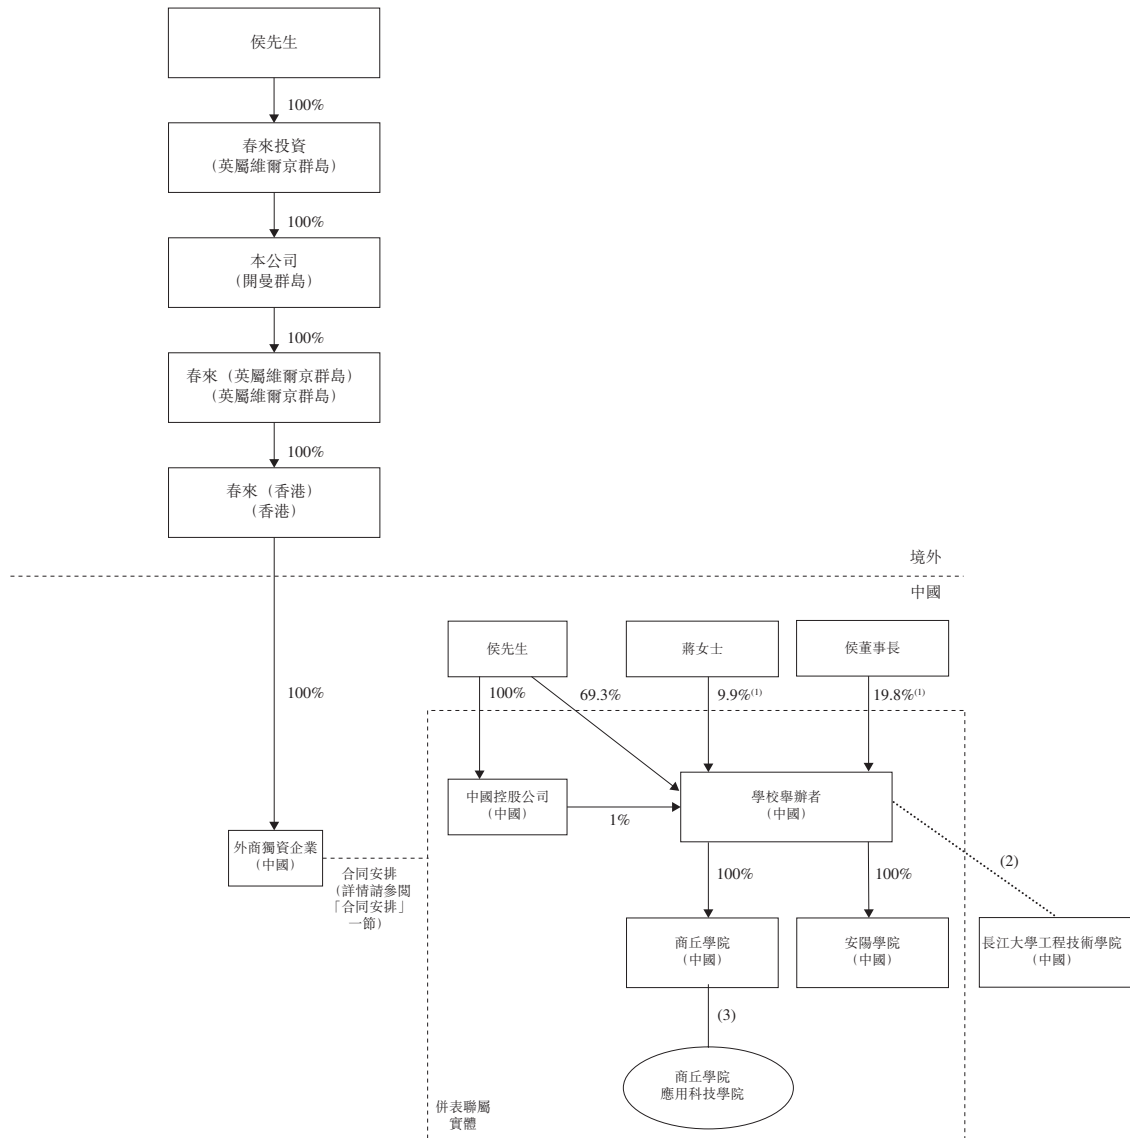 侯先生
100%
春來投資
(英屬維爾京群島)
100%
本公司
(開曼群島)
100%
春來（英屬維爾京群島）
(英屬維爾京群島)
100%
春來（香港）
(香港)
境外
中國
侯先生
蔣女士
侯董事長
100%
100%
69.3%
9.9%(1)
19.8%(1)
中國控股公司
(中國)
1%
學校舉辦者
(中國)
外商獨資企業
(中國)
合同安排
(詳情請參閱
「合同安排」
一節)
100%
100%
(2)
商丘學院
(中國)
安陽學院
(中國)
長江大學工程技術學院
(中國)
(3)
商丘學院
應用科技學院
併表聯屬
實體